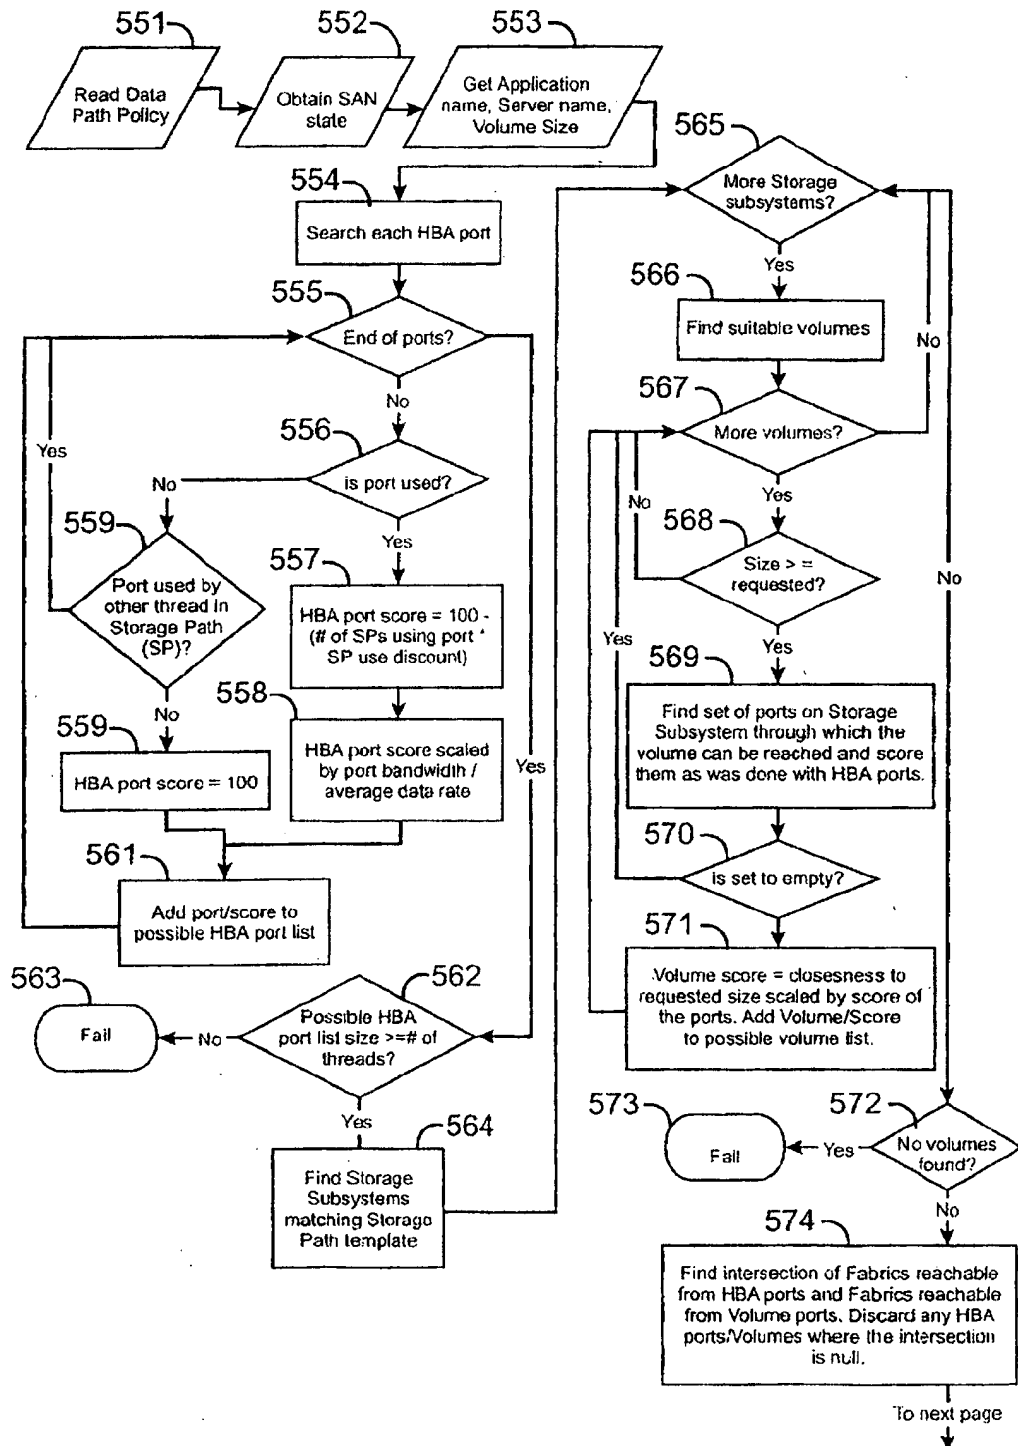 551
Read Data
Path Policy
552
Obtain SAN
state
553
Get Application
name, Server name,
Volume Size
554
Search each HBA port
555
End of ports?
No
Yes
Yes
556
is port used?
No
Yes
559
Port used by
other thread in
Storage Path
(SP)?
No
557
HBA port score = 100 -
(# of SPs using port *
SP use discount)
558
HBA port score scaled
by port bandwidth /
average data rate
559
HBA port score = 100
561
Add port/score to
possible HBA port list
562
Possible HBA
port list size >=# of
threads?
No
Yes
563
Fail
564
Find Storage
Subsystems
matching Storage
Path template
565
More Storage
subsystems?
Yes
No
566
Find suitable volumes
567
More volumes?
No
Yes
568
Size > =
requested?
No
Yes
569
Find set of ports on Storage
Subsystem through which the
volume can be reached and score
them as was done with HBA ports.
570
is set to empty?
Yes
571
Volume score = closesness to
requested size scaled by score of
the ports. Add Volume/Score
to possible volume list.
572
No volumes
found?
Yes
No
573
Fail
574
Find intersection of Fabrics reachable
from HBA ports and Fabrics reachable
from Volume ports. Discard any HBA
ports/Volumes where the intersection
is null.
To next page